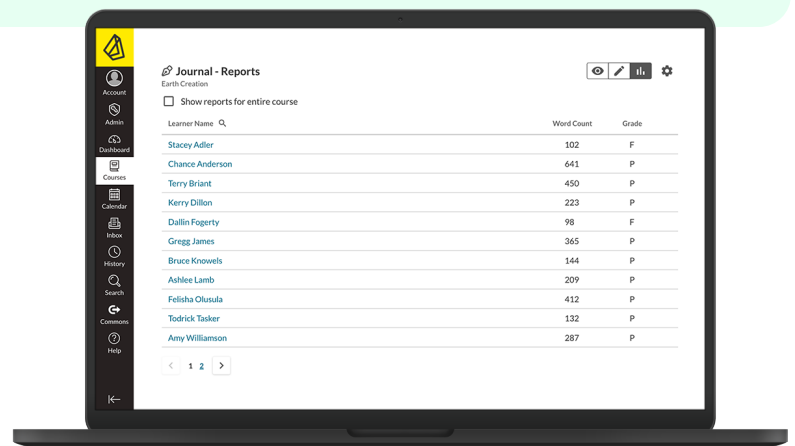 Account
Admin
Dashboard
Courses
Calendar
Inbox
History
Search
Commons
Help
Journal - Reports
Earth Creation
Show reports for entire course
Learner Name Word Count Grade
Stacey Adler 102 F
Chance Anderson 641 P
Terry Briant 450 P
Kerry Dillon 223 P
Dallin Fogerty 98 F
Gregg James 365 P
Bruce Knowels 144 P
Ashlee Lamb 209 P
Felisha Olusula 412 P
Todrick Tasker 132 P
Amy Williamson 287 P
1 2